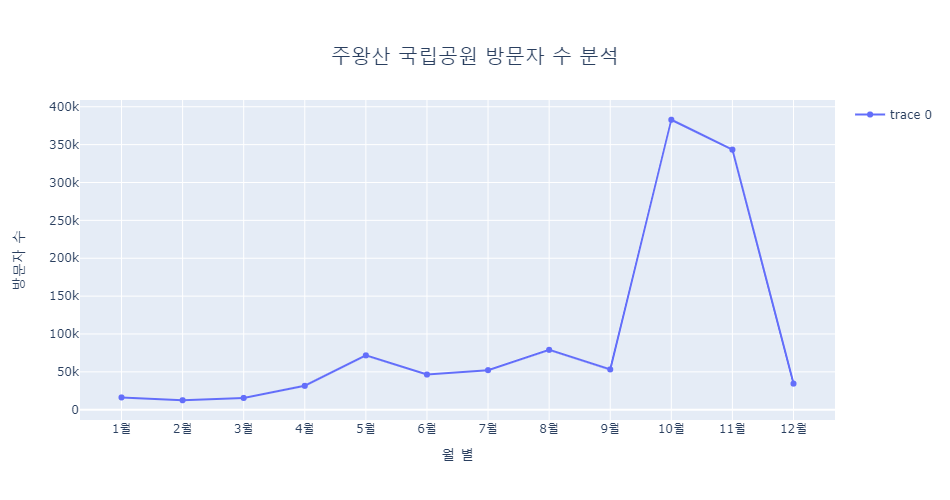 주왕산 국립공원 방문자 수 분석
trace 0
400k
350k
300k
250k
200k
150k
100k
50k
0
방문자 수
1월 2월 3월 4월 5월 6월 7월 8월 9월 10월 11월 12월
월 별